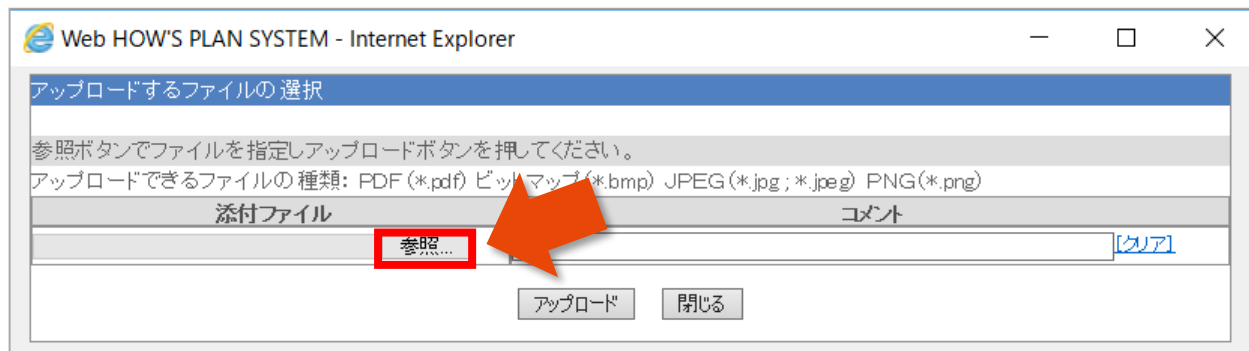 Web HOW'S PLAN SYSTEM - Internet Explorer
アップロードするファイルの選択
参照ボタンでファイルを指定しアップロードボタンを押してください。
アップロードできるファイルの種類: PDF(*.pdf) ビットマップ(*.bmp) JPEG(*.jpg;*.jpeg) PNG(*.png)
添付ファイル コメント
参照... [クリア]
アップロード 閉じる